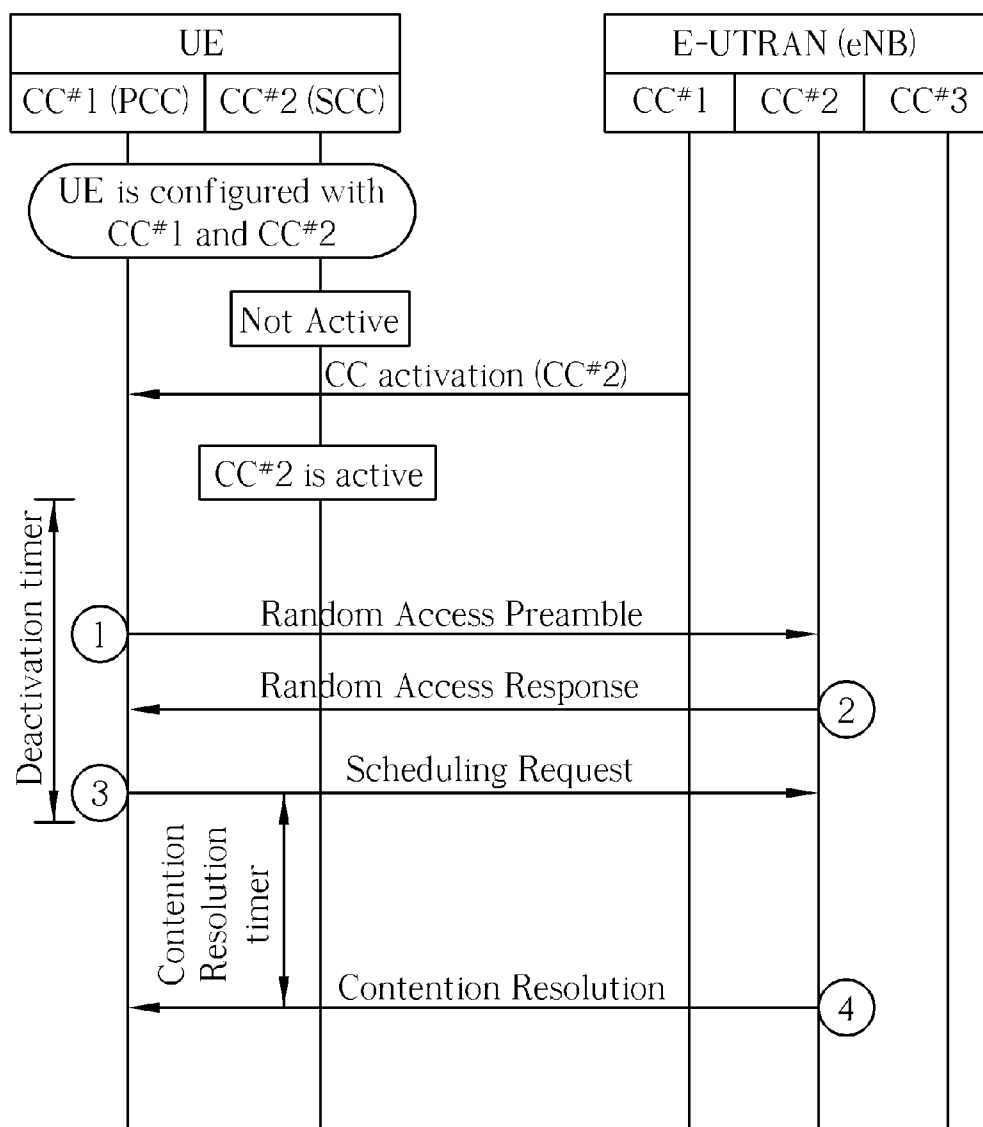 UE
E-UTRAN (eNB)
CC#1 (PCC)
CC#2 (SCC)
CC#1
CC#2
CC#3
UE is configured with
CC#1 and CC#2
Not Active
CC activation (CC#2)
CC#2 is active
Deactivation timer
1
Random Access Preamble
Random Access Response
2
3
Scheduling Request
Contention
Resolution
timer
Contention Resolution
4